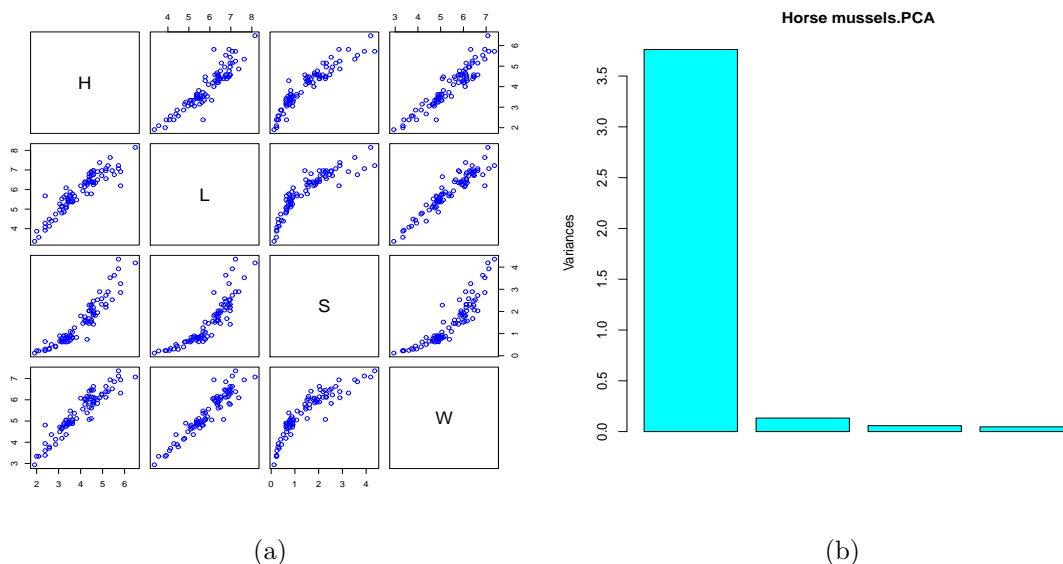 4 5 6 7 8
3 4 5 6 7
H
2 3 4 5 6
4 5 6 7 8
L
S
0 1 2 3 4
3 4 5 6 7
W
2 3 4 5 6
0 1 2 3 4
(a)
Horse mussels.PCA
Variances
0.0 0.5 1.0 1.5 2.0 2.5 3.0 3.5
(b)